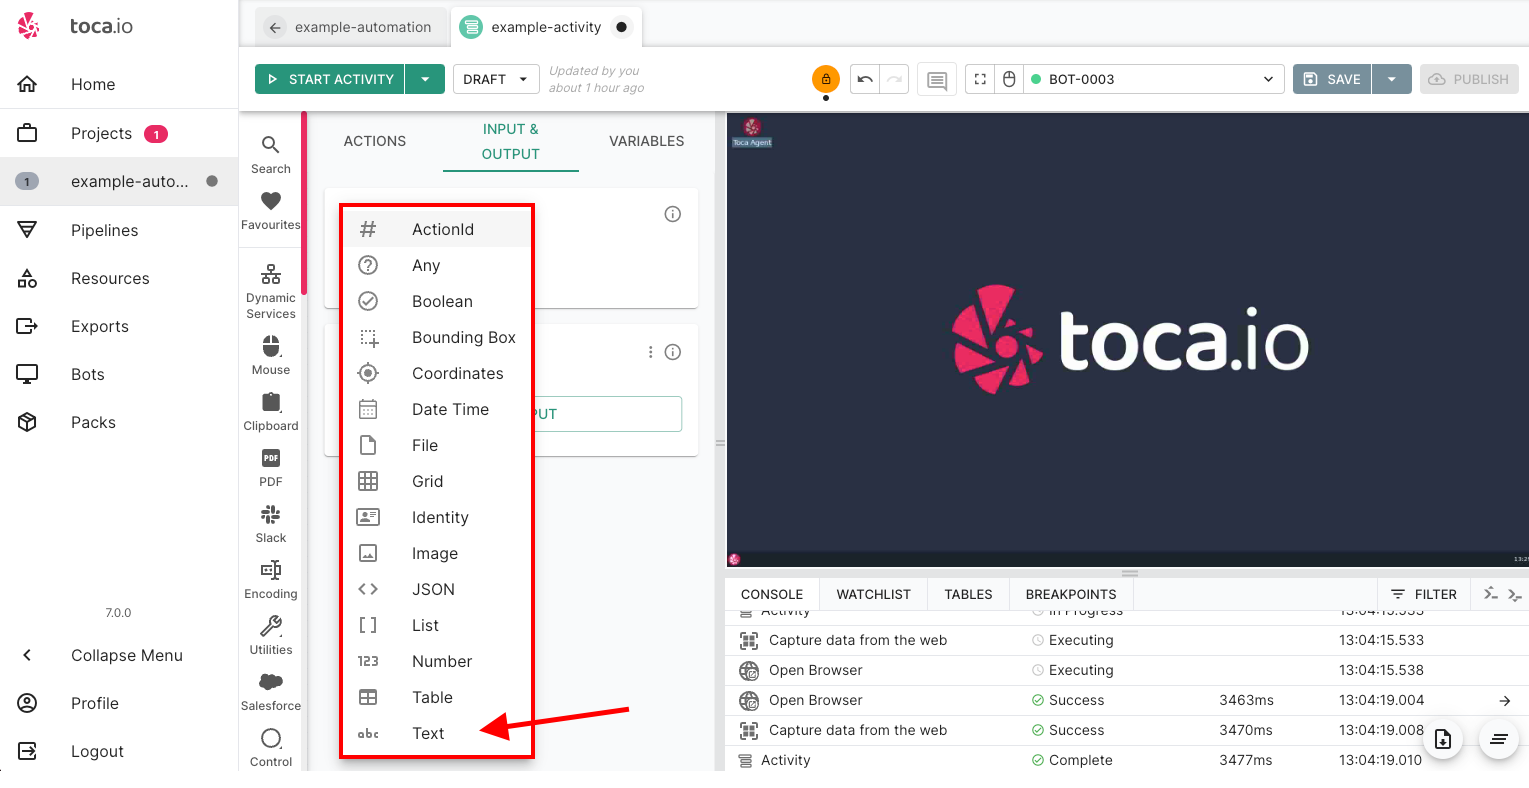 toca.io
Home
Projects
1
1
example-auto...
Pipelines
Resources
Exports
Bots
Packs
7.0.0
Collapse Menu
Profile
Logout
example-automation
example-activity
START ACTIVITY
DRAFT
Updated by you
about 1 hour ago
BOT-0003
SAVE
PUBLISH
Search
Favourites
Dynamic
Services
Mouse
Clipboard
PDF
PDF
Slack
Encoding
Utilities
Salesforce
Control
ACTIONS
INPUT &
OUTPUT
VARIABLES
# ActionId
? Any
Boolean
Bounding Box
Coordinates
Date Time
File
Grid
Identity
Image
<> JSON
[ ] List
123 Number
Table
abc Text
PUT
Toca Agent
toca.io
CONSOLE
WATCHLIST
TABLES
BREAKPOINTS
FILTER
Activity In Progress 13:04:15.533
Capture data from the web Executing 13:04:15.533
Open Browser Executing 13:04:15.538
Open Browser Success 3463ms 13:04:19.004
Capture data from the web Success 3470ms 13:04:19.008
Activity Complete 3477ms 13:04:19.010